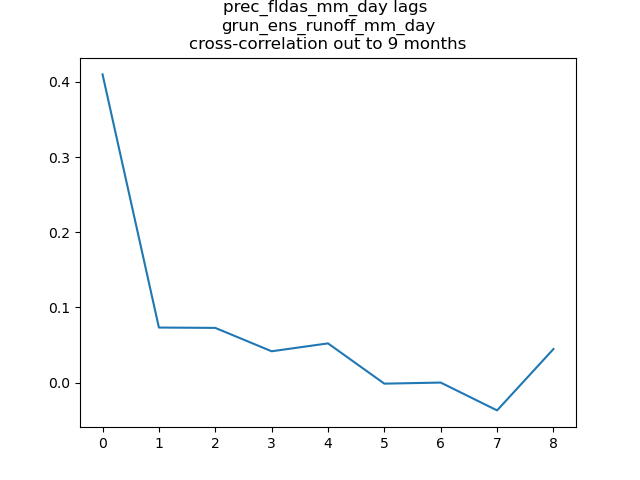 prec_fldas_mm_day lags
grun_ens_runoff_mm_day
cross-correlation out to 9 months
0.4
0.3
0.2
0.1
0.0
0 1 2 3 4 5 6 7 8